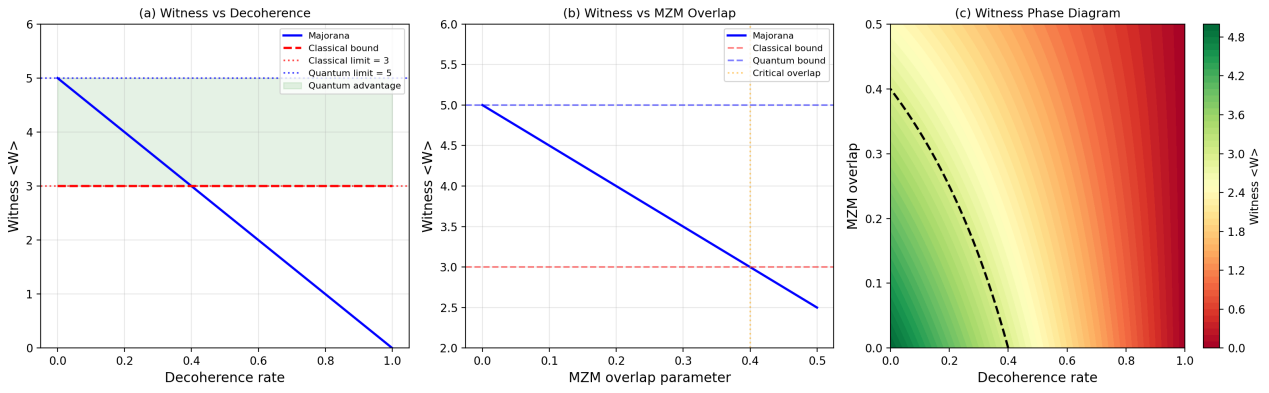 (a) Witness vs Decoherence
Witness <W>
6
5
4
3
2
1
0
Majorana
Classical bound
Classical limit = 3
Quantum limit = 5
Quantum advantage
0.0 0.2 0.4 0.6 0.8 1.0
Decoherence rate
(b) Witness vs MZM Overlap
Witness <W>
6.0
5.5
5.0
4.5
4.0
3.5
3.0
2.5
2.0
Majorana
Classical bound
Quantum bound
Critical overlap
0.0 0.1 0.2 0.3 0.4 0.5
MZM overlap parameter
(c) Witness Phase Diagram
MZM overlap
0.5
0.4
0.3
0.2
0.1
0.0
0.0 0.2 0.4 0.6 0.8 1.0
Decoherence rate
4.8
4.2
3.6
3.0
2.4
1.8
1.2
0.6
0.0
Witness <W>